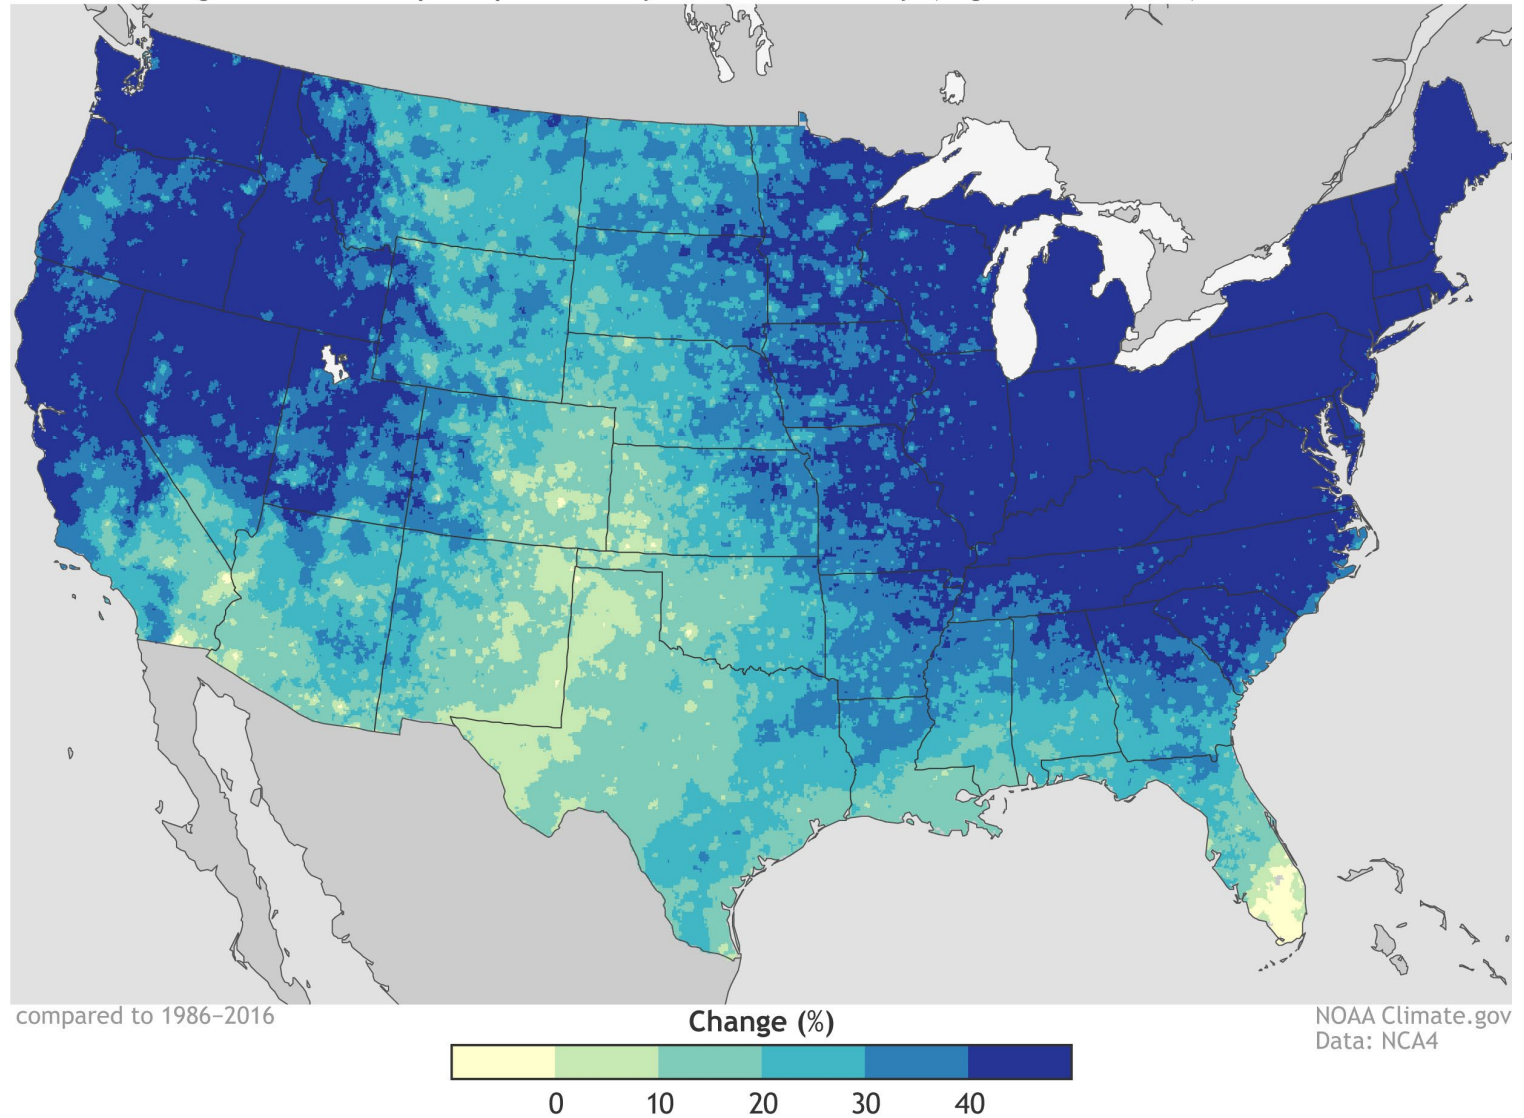 compared to 1986–2016
Change (%)
NOAA Climate.gov
Data: NCA4
0 10 20 30 40